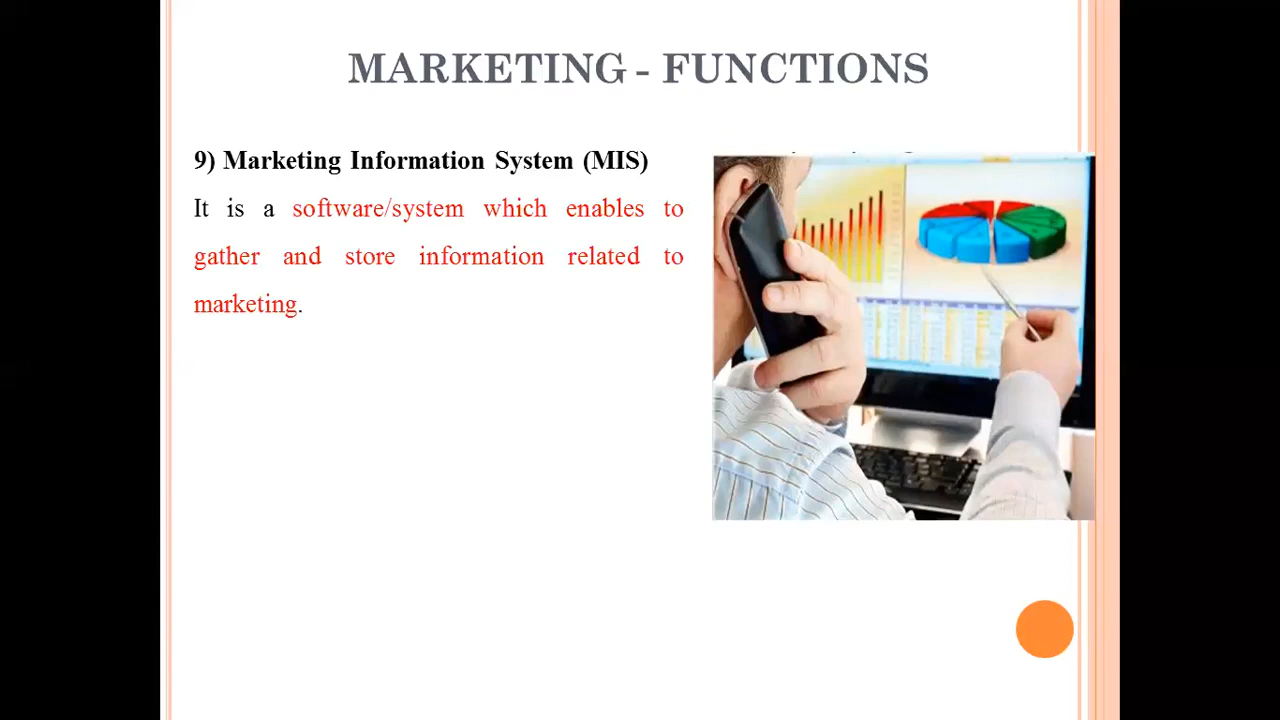 MARKETING - FUNCTIONS
9) Marketing Information System (MIS)
It is a software/system which enables to
gather and store information related to
marketing.